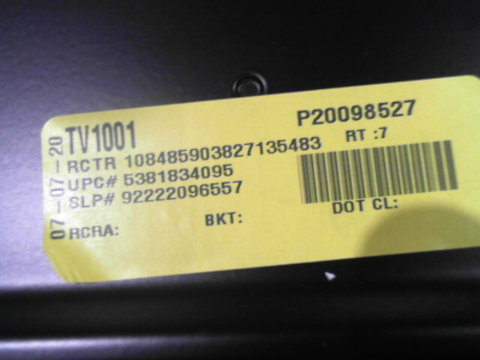 07-07-20
TV1001
P20098527
RCTR 108485903827135483
RT :7
UPC# 5381834095
SLP# 92222096557
BKT:
DOT CL:
RCRA: